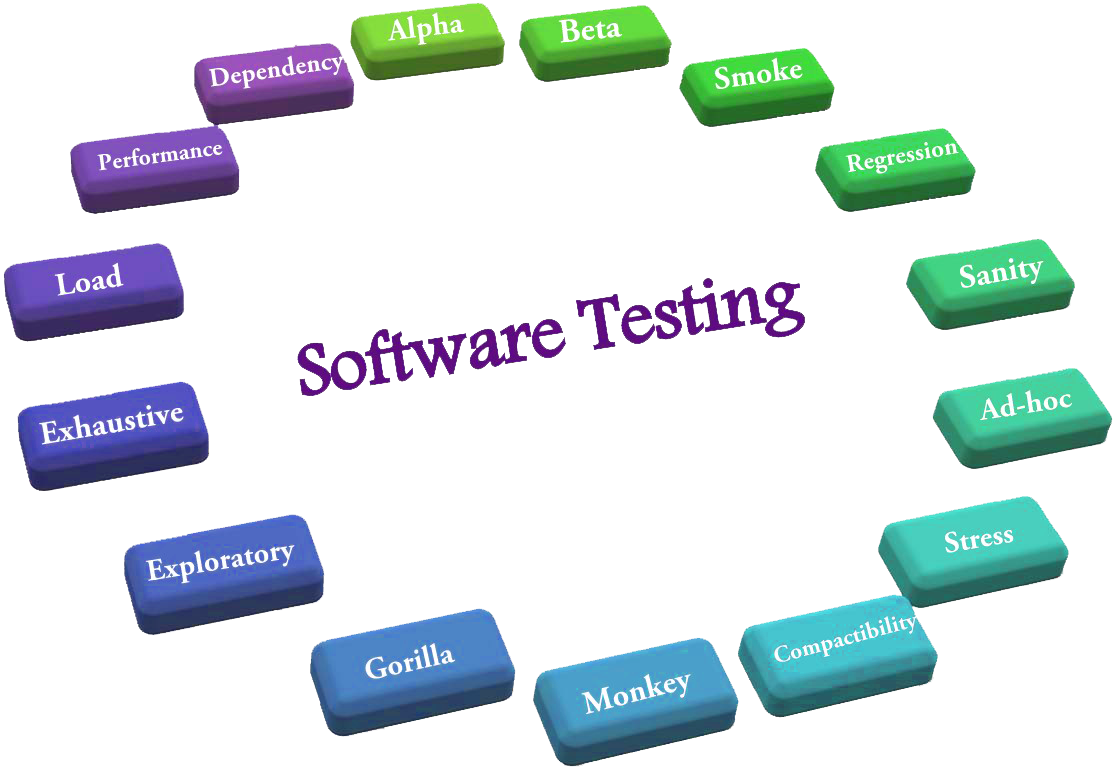 Alpha
Beta
Smoke
Regression
Sanity
Ad-hoc
Stress
Compactibility
Monkey
Gorilla
Exploratory
Exhaustive
Load
Performance
Dependency
Software Testing